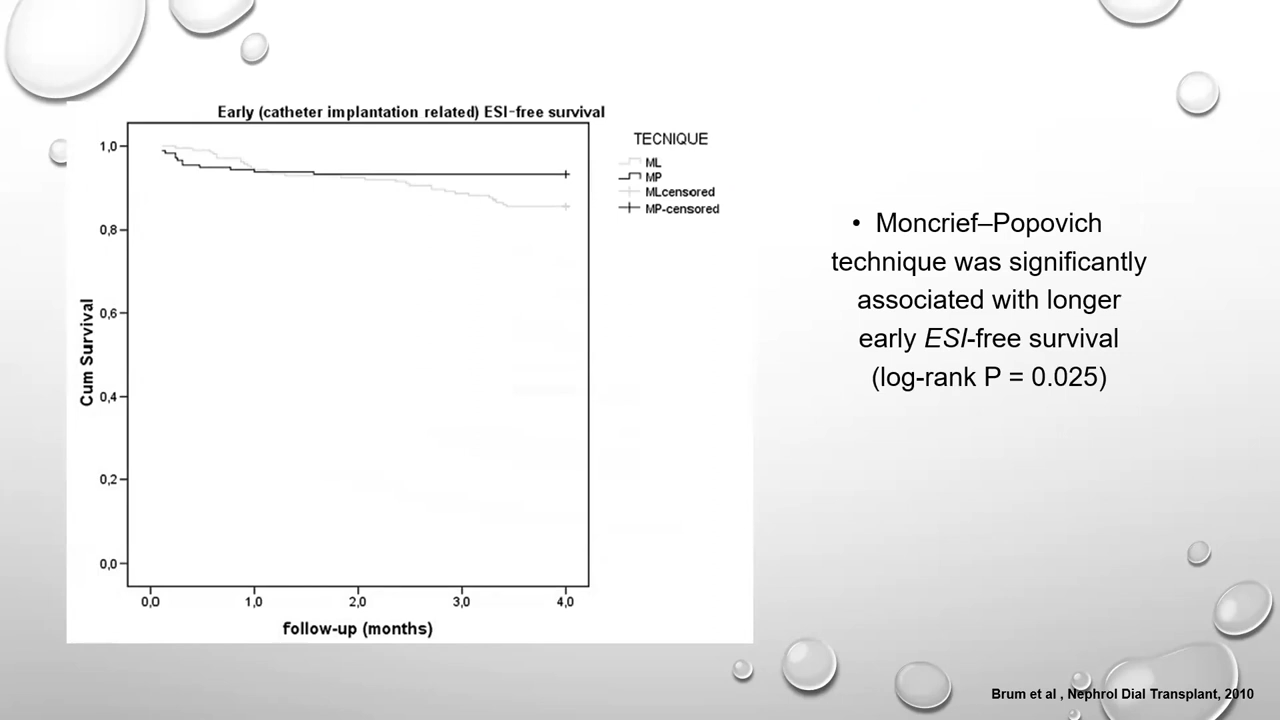 Early (catheter implantation related) ESI-free survival
TECNIQUE
ML
MP
MLcensored
MP-censored
1,0
0,8
0,6
0,4
0,2
0,0
Cum Survival
0,0 1,0 2,0 3,0 4,0
follow-up (months)
• Moncrief–Popovich
technique was significantly
associated with longer
early ESI-free survival
(log-rank P = 0.025)
Brum et al , Nephrol Dial Transplant, 2010